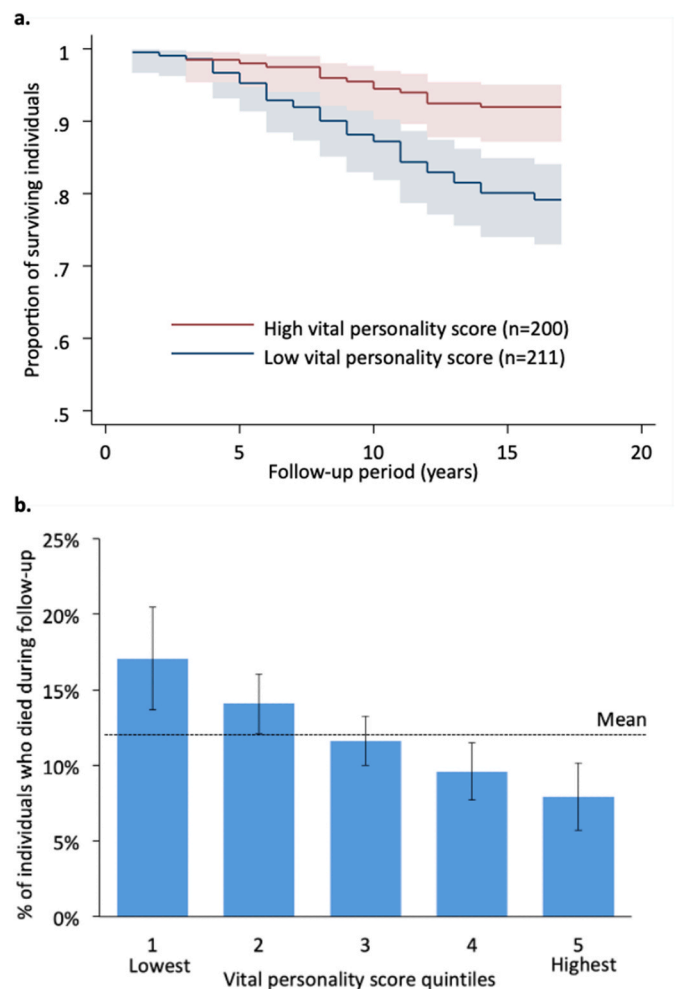 a.
Proportion of surviving individuals
1
.9
.8
.7
.6
.5
High vital personality score (n=200)
Low vital personality score (n=211)
0 5 10 15 20
Follow-up period (years)
b.
% of individuals who died during follow-up
25%
20%
15%
10%
5%
0%
Mean
1 2 3 4 5
Lowest Highest
Vital personality score quintiles